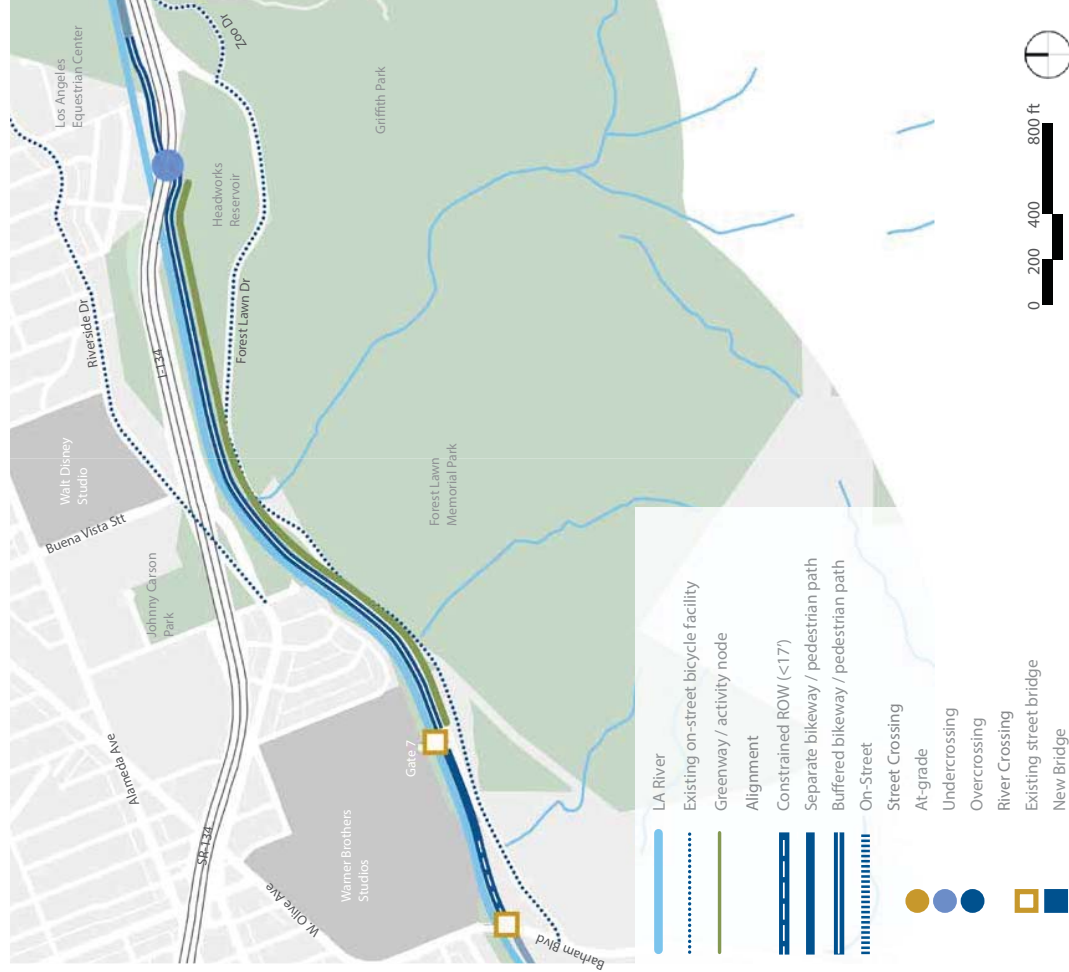 Zoo Dr
Los Angeles
Equestrian Center
Griffith Park
Headworks
Reservoir
Riverside Dr
Forest Lawn Dr
I-134
Walt Disney
Studio
Buena Vista Stt
Forest Lawn
Memorial Park
Johnny Carson
Park
Alameda Ave
Gate 7
SR-134
Warner Brothers
Studios
W. Olive Ave
Barham Blvd
0 200 400 800 ft
LA River
Existing on-street bicycle facility
Greenway / activity node
Alignment
Constrained ROW (<17')
Separate bikeway / pedestrian path
Buffered bikeway / pedestrian path
On-Street
Street Crossing
At-grade
Undercrossing
Overcrossing
River Crossing
Existing street bridge
New Bridge